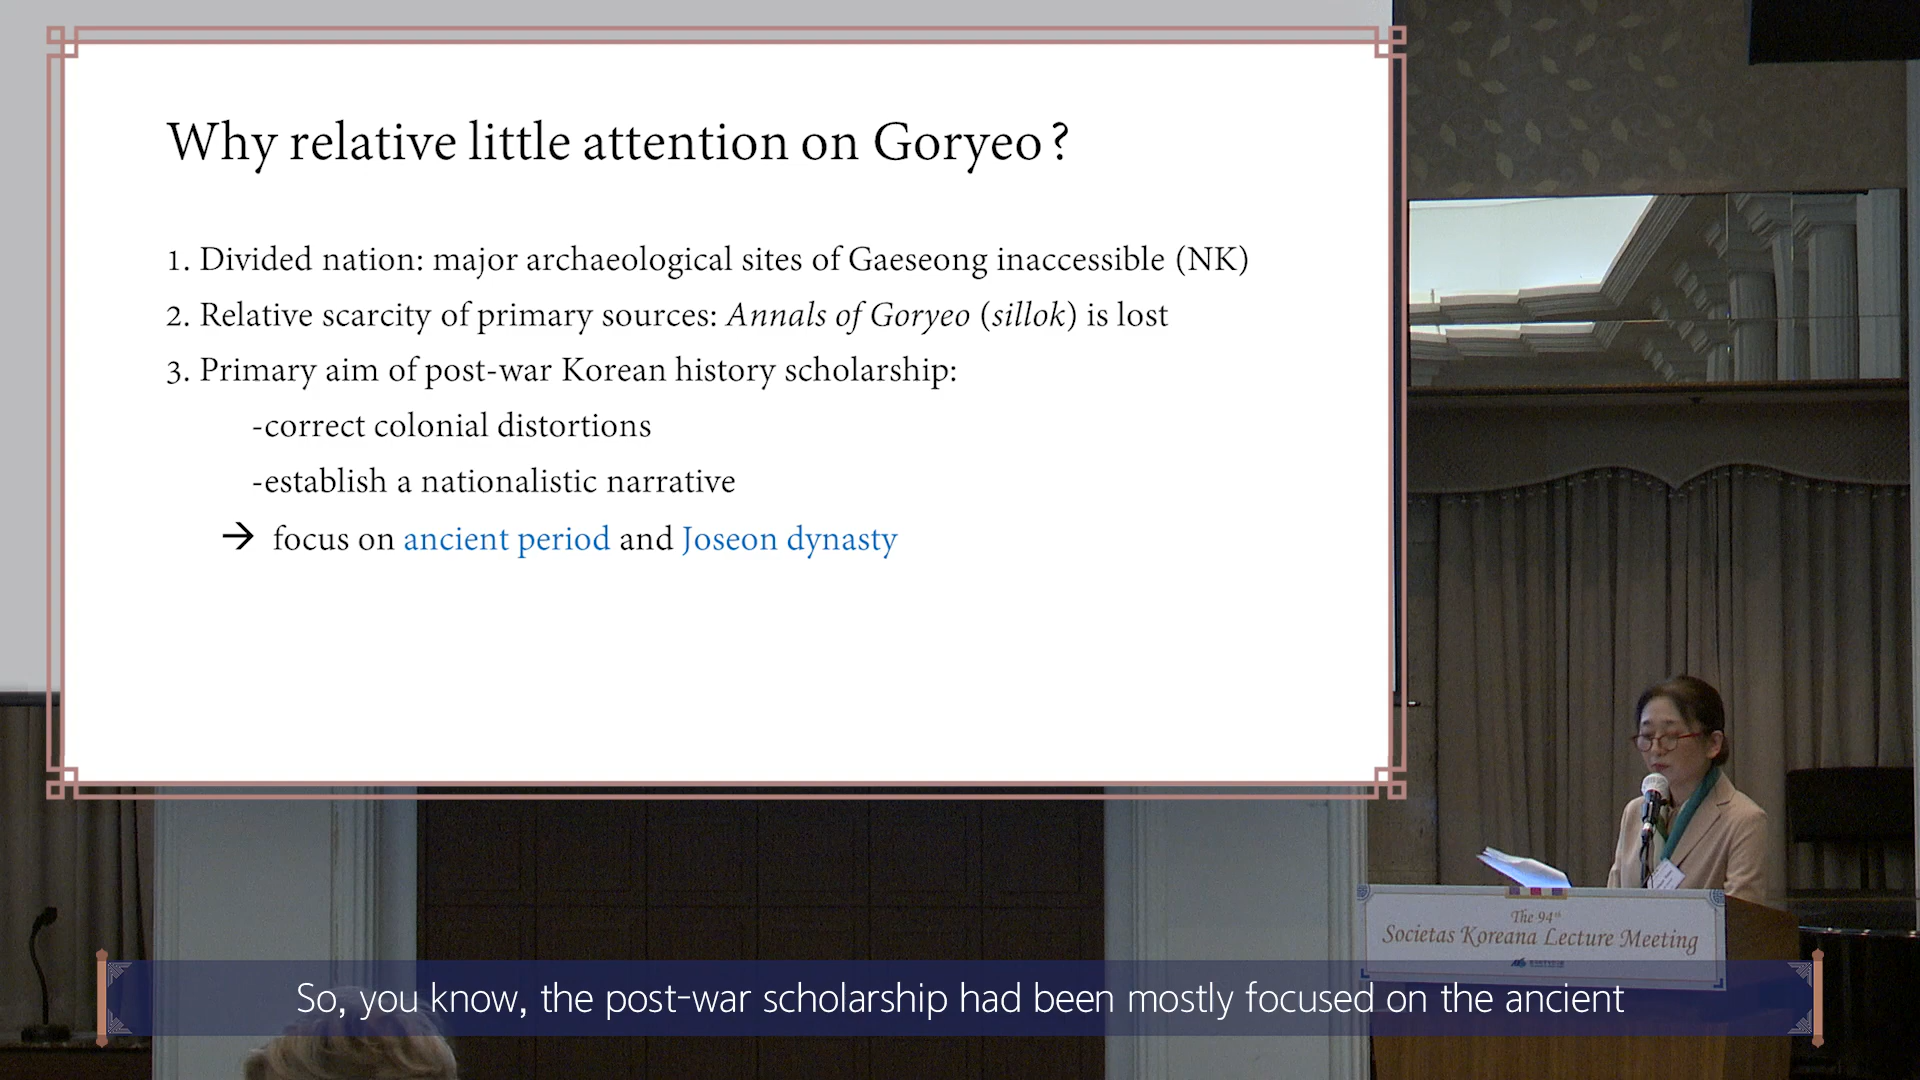 Why relative little attention on Goryeo?
1. Divided nation: major archaeological sites of Gaeseong inaccessible (NK)
2. Relative scarcity of primary sources: Annals of Goryeo (sillok) is lost
3. Primary aim of post-war Korean history scholarship:
-correct colonial distortions
-establish a nationalistic narrative
→ focus on ancient period and Joseon dynasty
The 94th
Societas Koreana Lecture Meeting
So, you know, the post-war scholarship had been mostly focused on the ancient